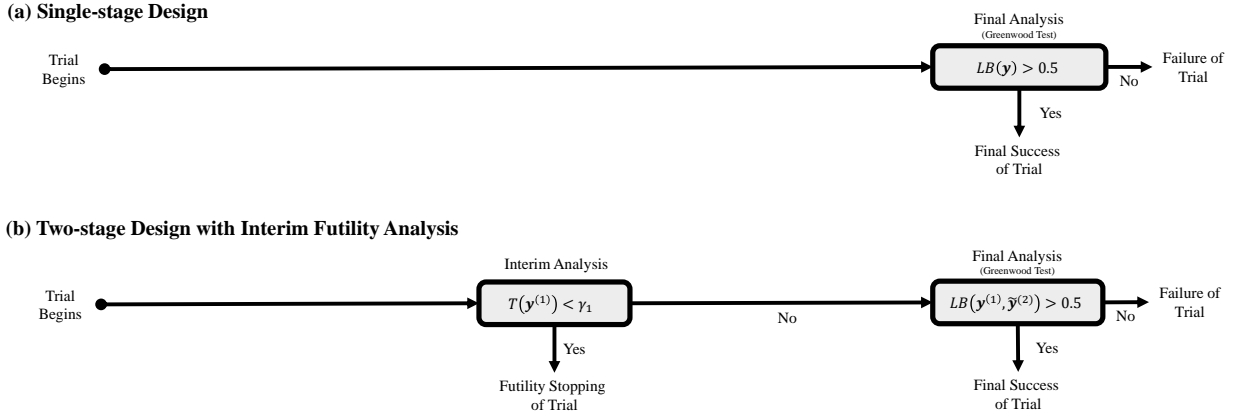 (a) Single-stage Design
Final Analysis
(Greenwood Test)
Trial
Begins
LB(y) > 0.5
No
Failure of
Trial
Yes
Final Success
of Trial
(b) Two-stage Design with Interim Futility Analysis
Interim Analysis
Final Analysis
(Greenwood Test)
Trial
Begins
T(y⁽¹⁾) < γ₁
No
LB(y⁽¹⁾, ỹ⁽²⁾) > 0.5
No
Failure of
Trial
Yes
Futility Stopping
of Trial
Yes
Final Success
of Trial